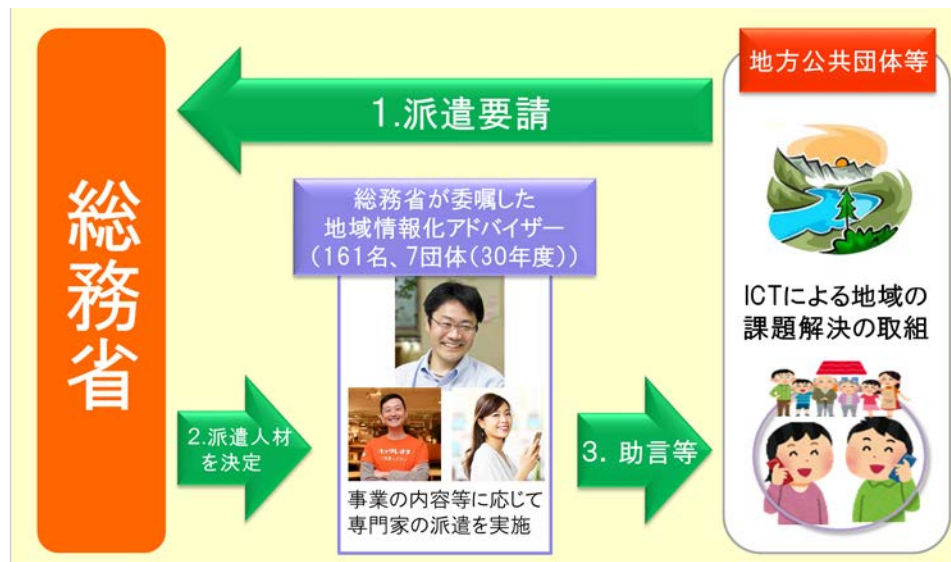 総務省
1.派遣要請
地方公共団体等
総務省が委嘱した
地域情報化アドバイザー
(161名、7団体(30年度))
ICTによる地域の
課題解決の取組
2.派遣人材
を決定
3. 助言等
事業の内容等に応じて
専門家の派遣を実施